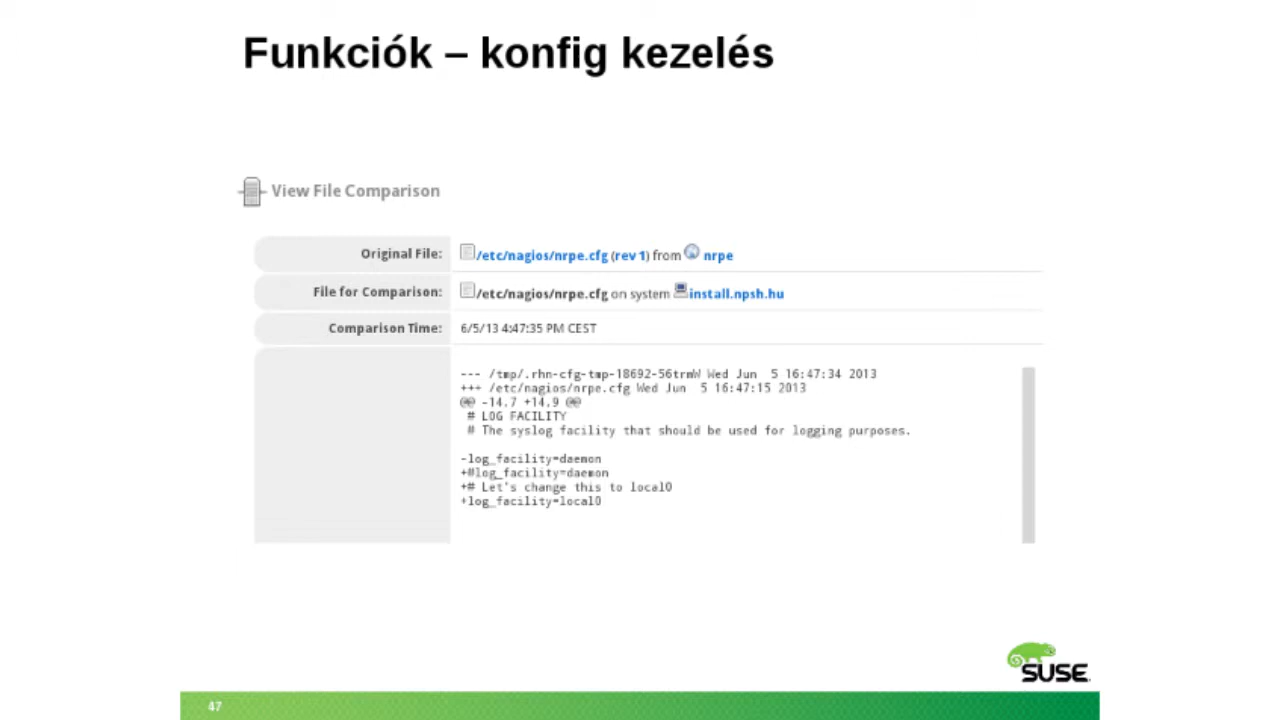 Funkciók – konfig kezelés
View File Comparison
Original File: /etc/nagios/nrpe.cfg (rev 1) from nrpe
File for Comparison: /etc/nagios/nrpe.cfg on system install.npsh.hu
Comparison Time: 6/5/13 4:47:35 PM CEST
--- /tmp/.rhn-cfg-tmp-18692-56trmW Wed Jun  5 16:47:34 2013
+++ /etc/nagios/nrpe.cfg Wed Jun  5 16:47:15 2013
@@ -14.7 +14.9 @@
# LOG FACILITY
# The syslog facility that should be used for logging purposes.
-log_facility=daemon
+#log_facility=daemon
+# Let's change this to local0
+log_facility=local0
SUSE
47